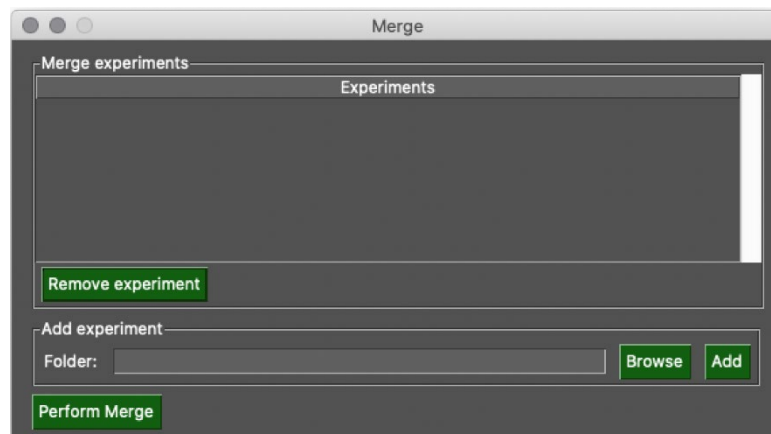 Merge
Merge experiments
Experiments
Remove experiment
Add experiment
Folder: Browse Add
Perform Merge